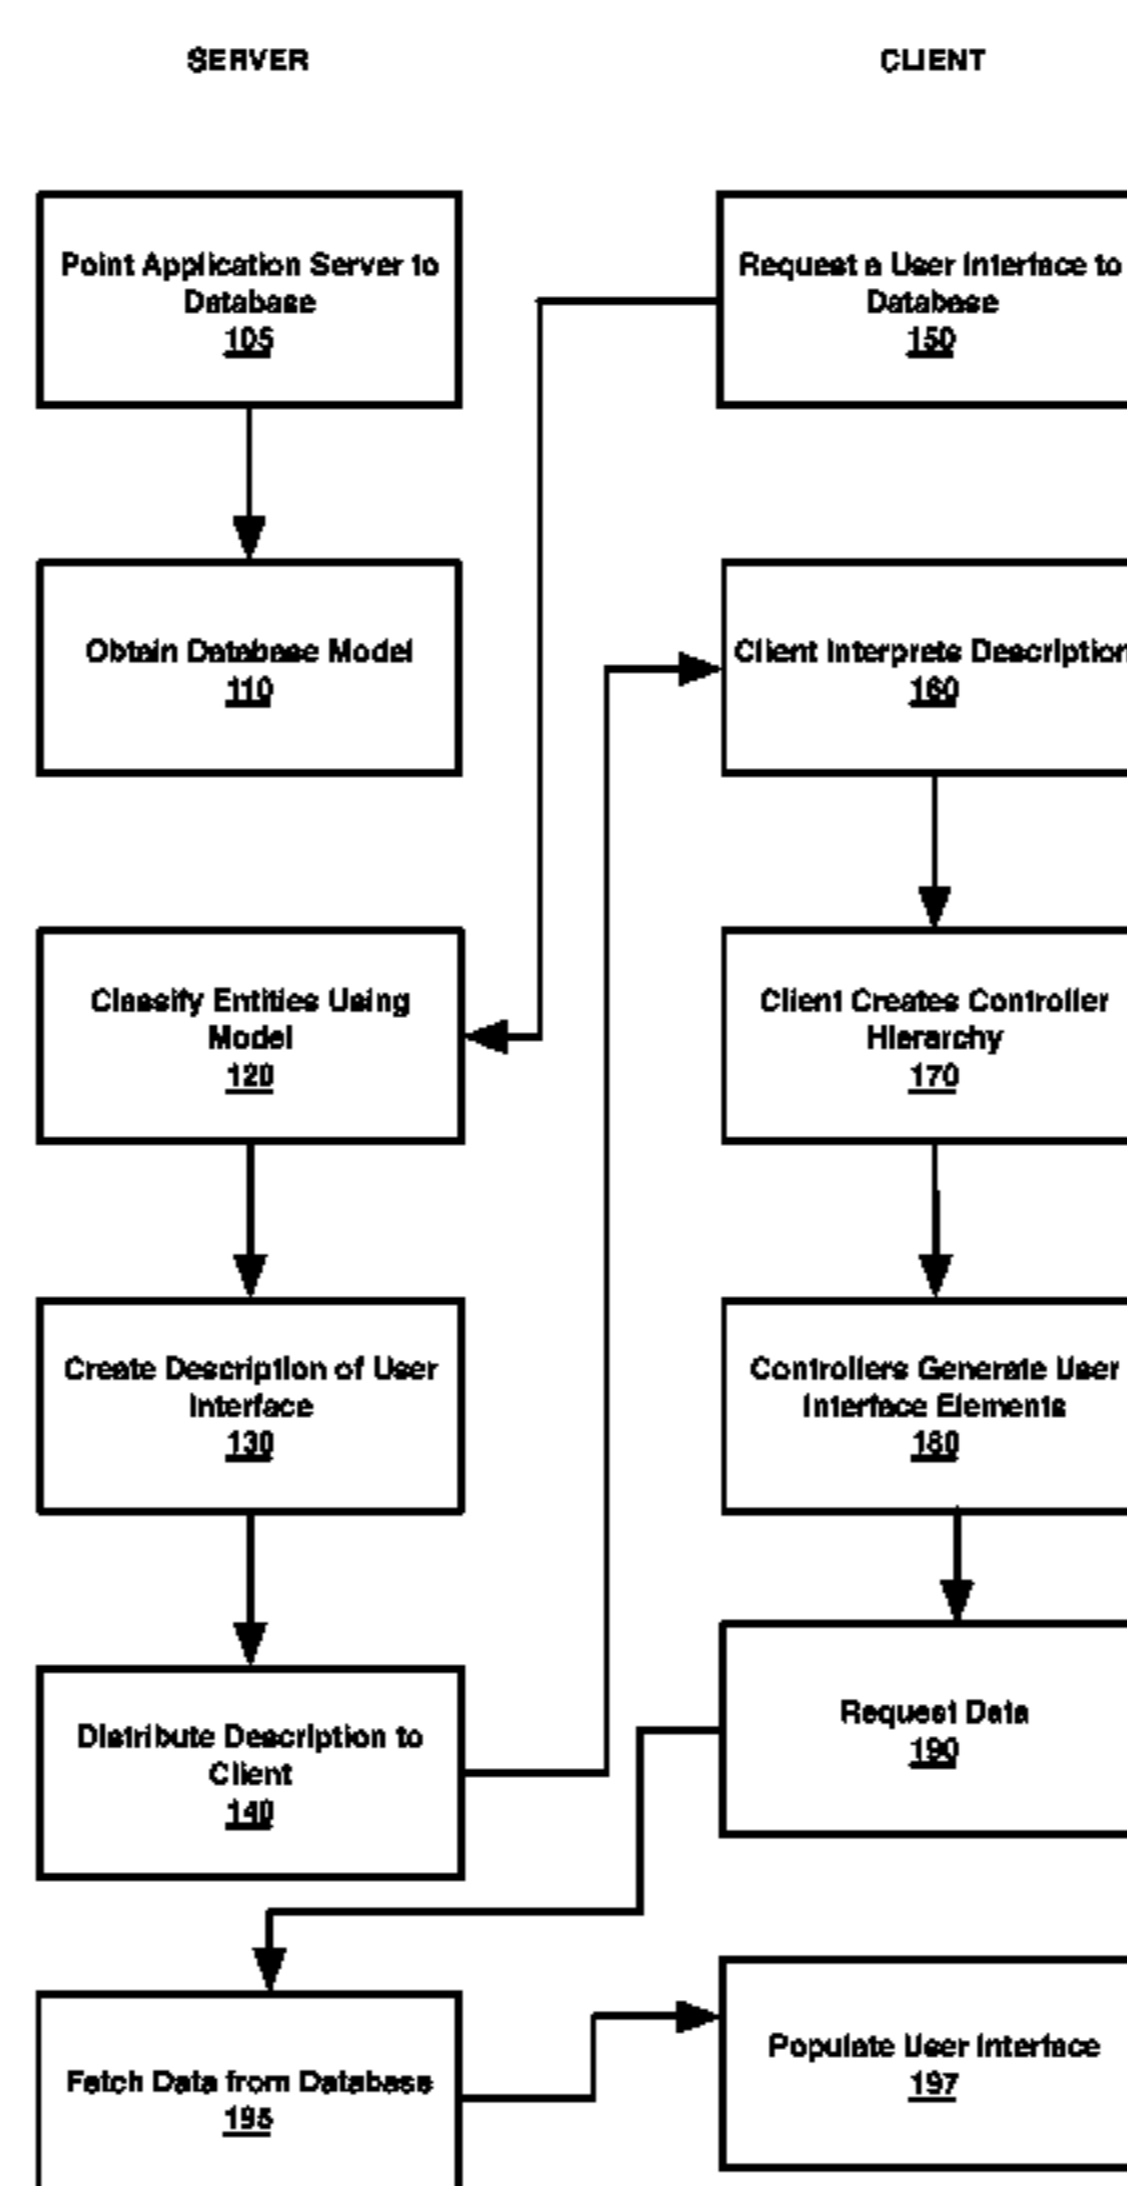 SERVER
CLIENT
Point Application Server to
Database
105
Request a User Interface to
Database
150
Obtain Database Model
110
Client Interprets Description
160
Classify Entities Using
Model
120
Client Creates Controller
Hierarchy
170
Create Description of User
Interface
130
Controllers Generate User
Interface Elements
180
Distribute Description to
Client
140
Request Data
190
Fetch Data from Database
195
Populate User Interface
197